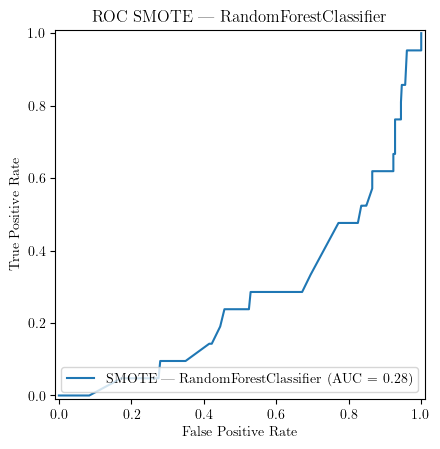 ROC SMOTE — RandomForestClassifier
1.0
0.8
0.6
0.4
0.2
0.0
True Positive Rate
SMOTE — RandomForestClassifier (AUC = 0.28)
0.0 0.2 0.4 0.6 0.8 1.0
False Positive Rate